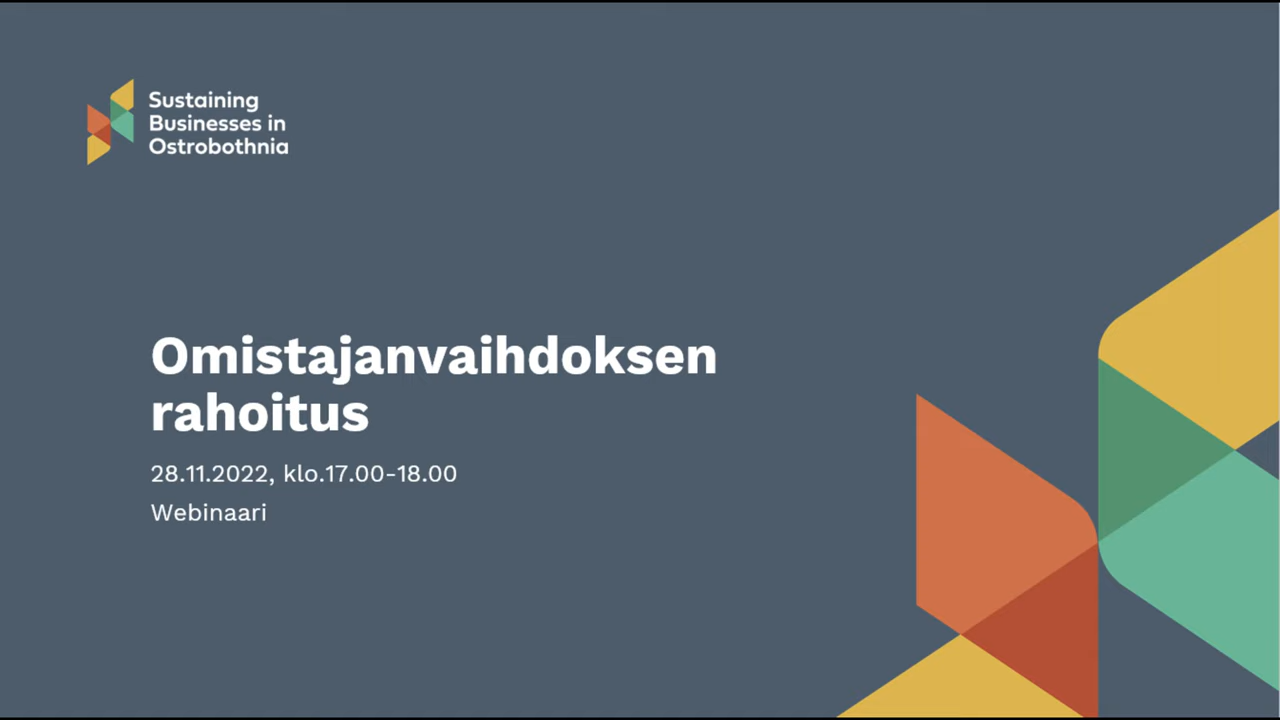 Sustaining
Businesses in
Ostrobothnia
Omistajanvaihdoksen
rahoitus
28.11.2022, klo.17.00-18.00
Webinaari